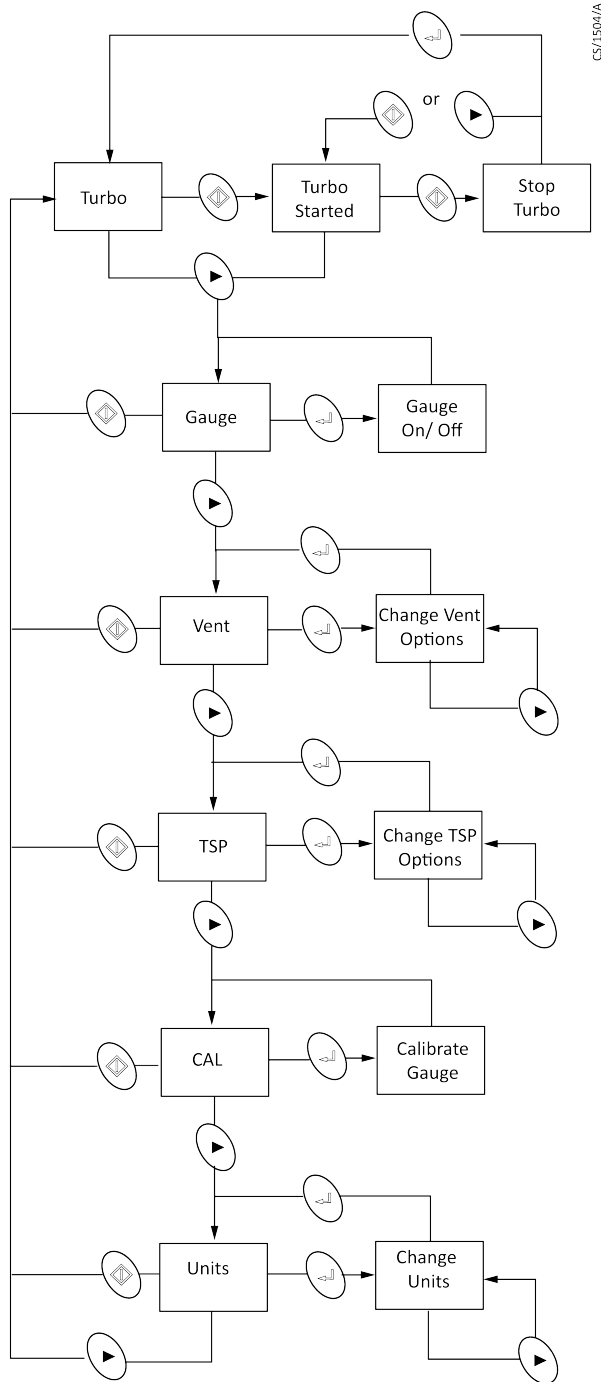 CS/1504/A
or
Turbo
Turbo
Started
Stop
Turbo
Gauge
Gauge
On/ Off
Vent
Change Vent
Options
TSP
Change TSP
Options
CAL
Calibrate
Gauge
Units
Change
Units